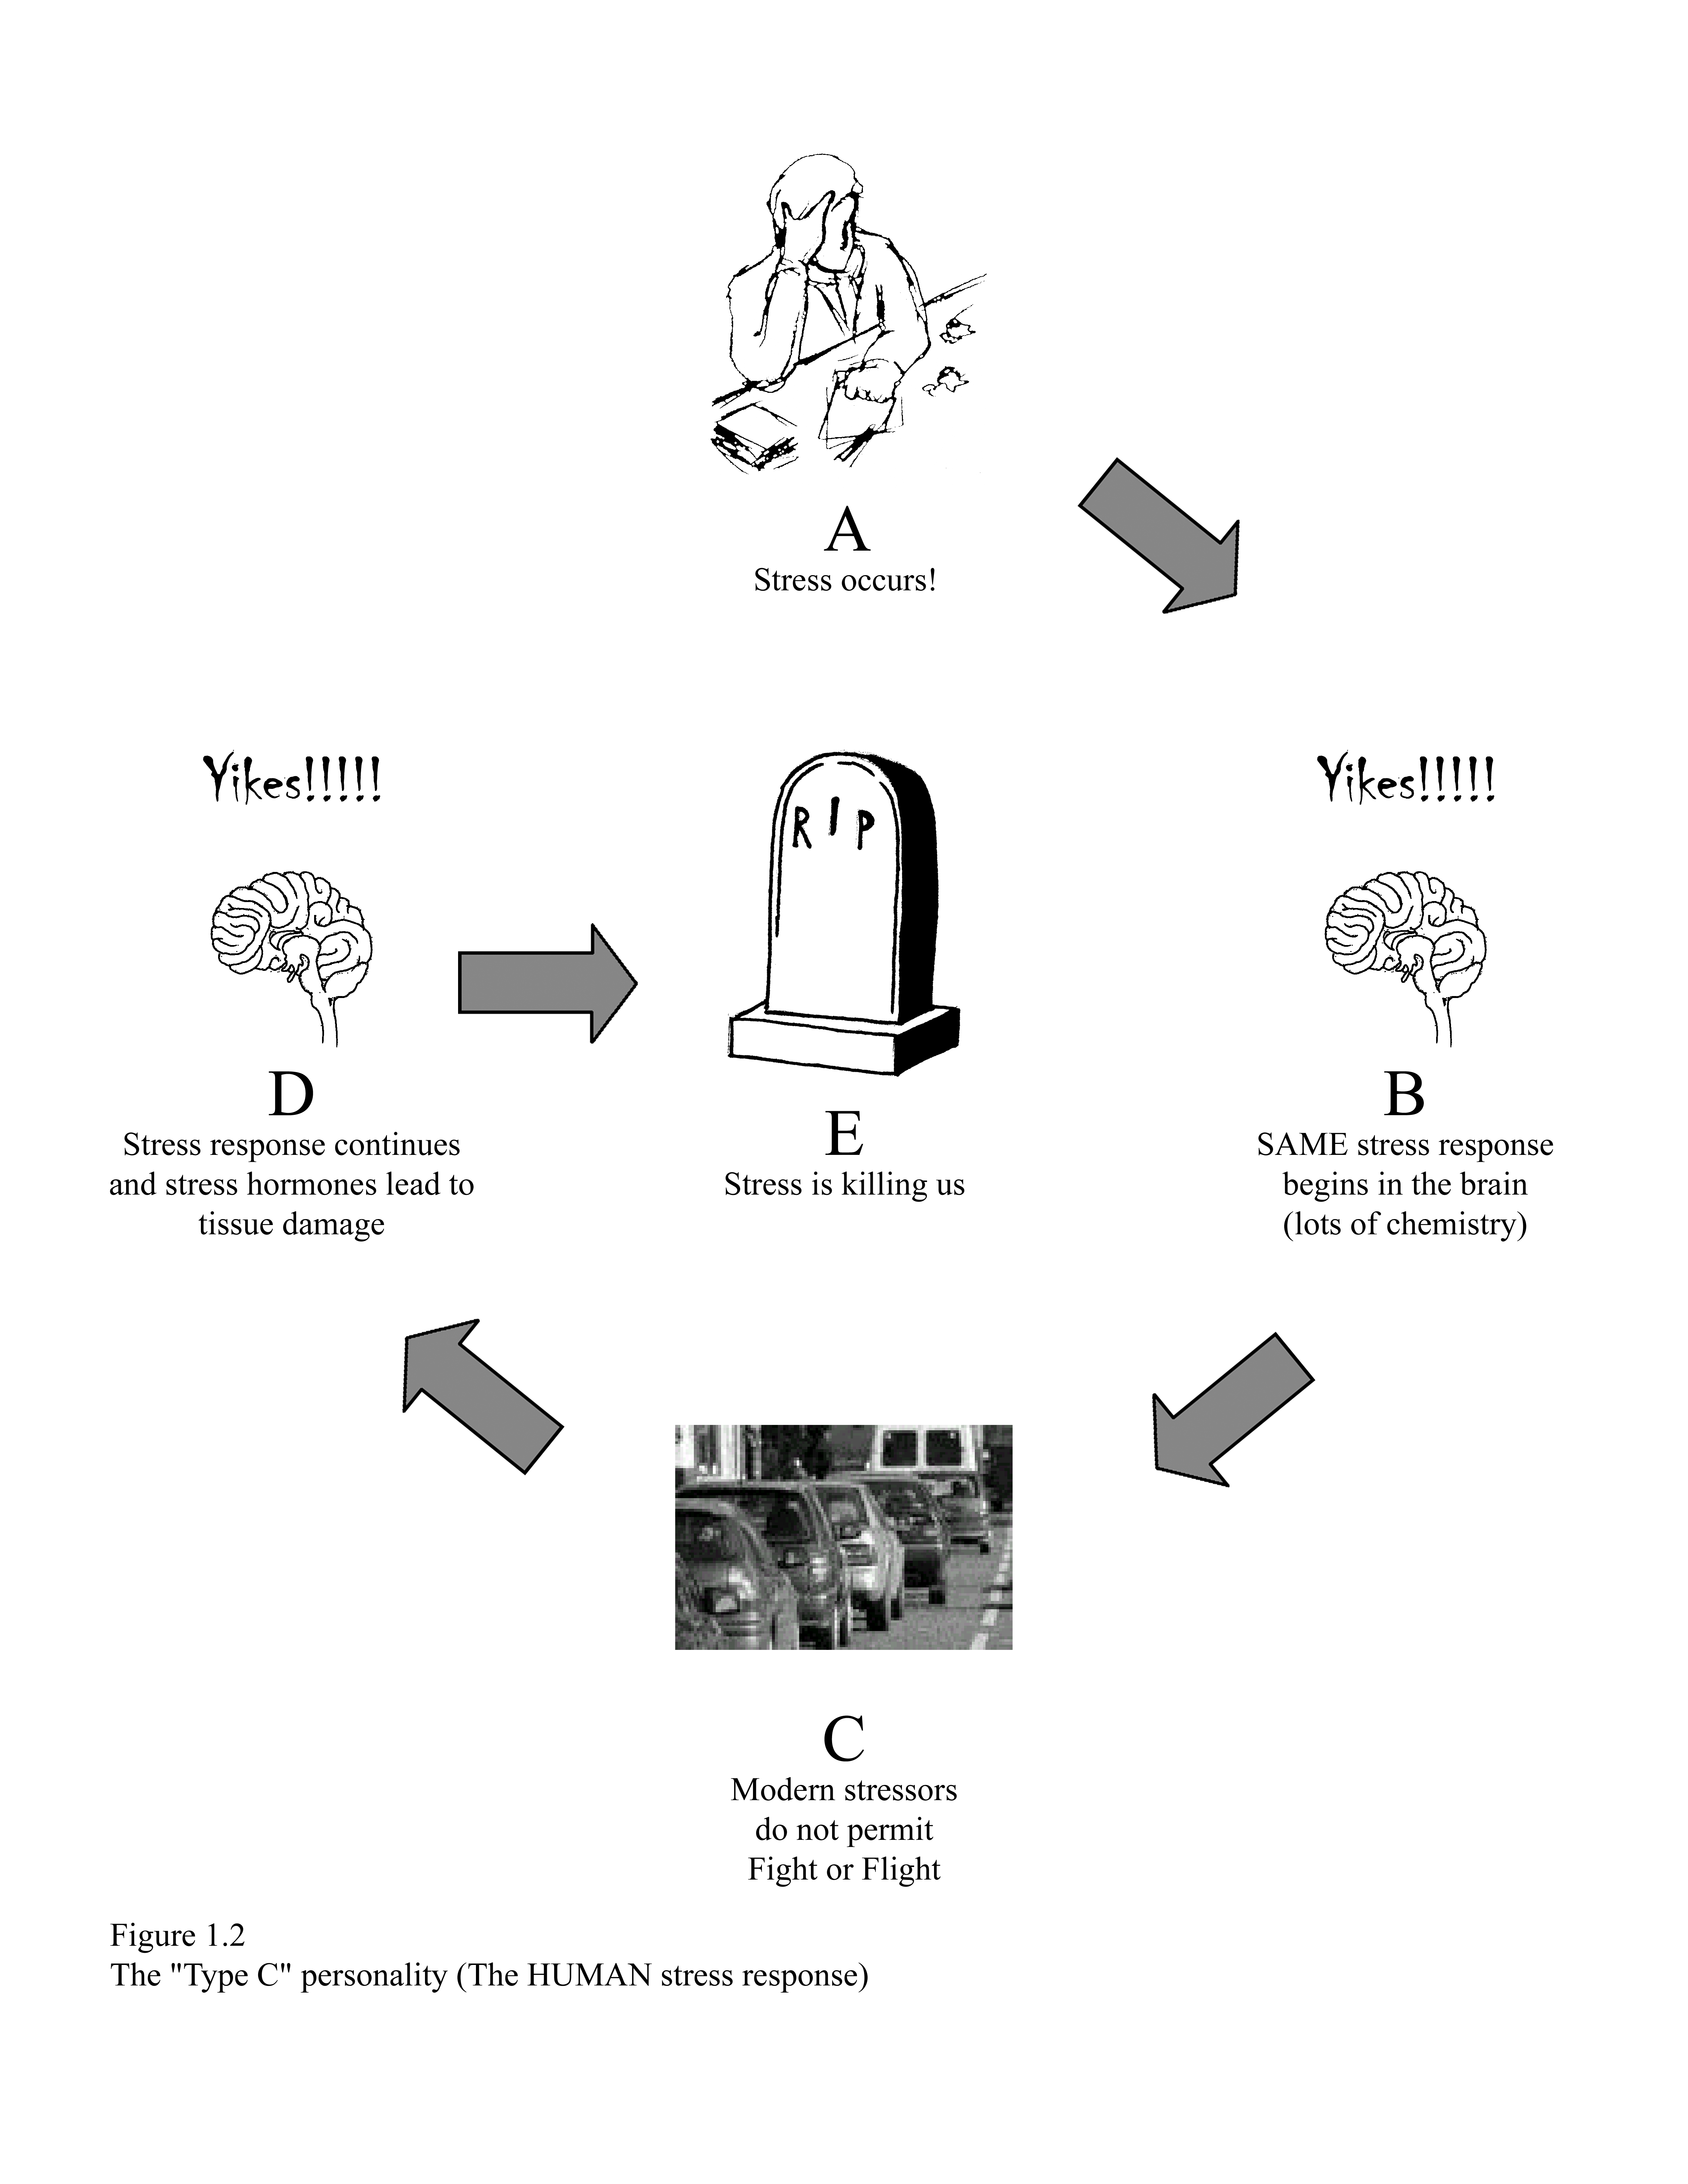 A
Stress occurs!
Yikes!!!!!
B
SAME stress response
begins in the brain
(lots of chemistry)
C
Modern stressors
do not permit
Fight or Flight
Yikes!!!!!
D
Stress response continues
and stress hormones lead to
tissue damage
R I P
E
Stress is killing us
Figure 1.2
The "Type C" personality (The HUMAN stress response)